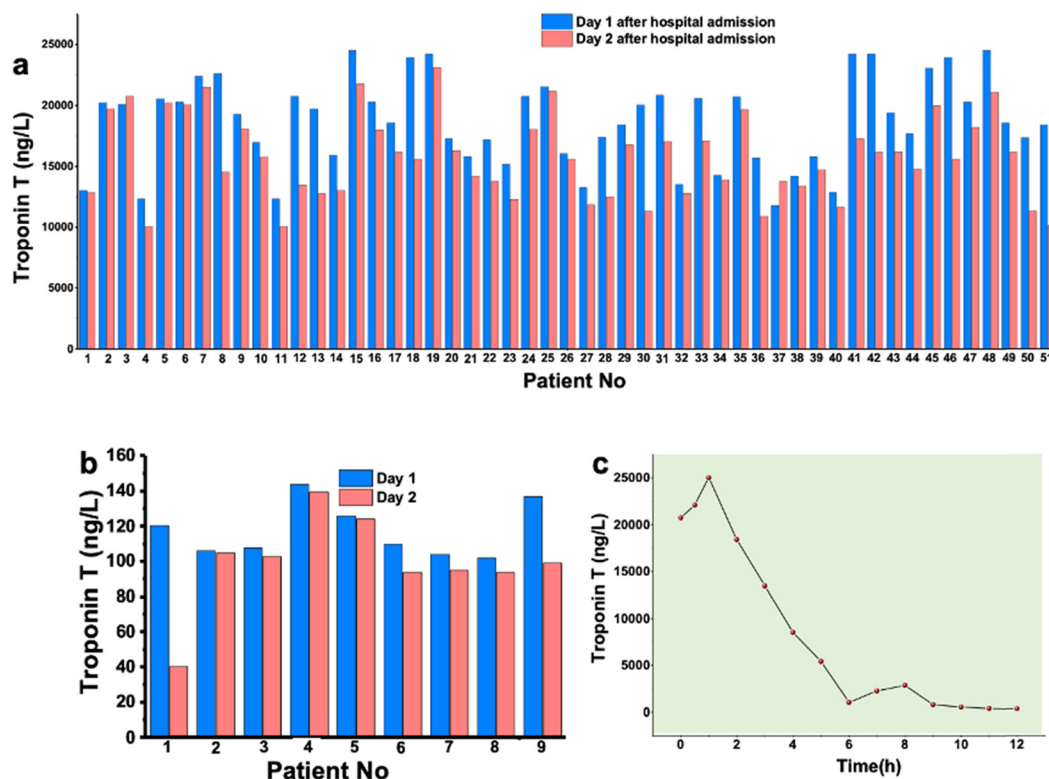 a
Day 1 after hospital admission
Day 2 after hospital admission
25000
20000
15000
10000
5000
0
Troponin T (ng/L)
1 2 3 4 5 6 7 8 9 10 11 12 13 14 15 16 17 18 19 20 21 22 23 24 25 26 27 28 29 30 31 32 33 34 35 36 37 38 39 40 41 42 43 44 45 46 47 48 49 50 51
Patient No
b
Day 1
Day 2
160
140
120
100
80
60
40
20
0
Troponin T (ng/L)
1 2 3 4 5 6 7 8 9
Patient No
c
25000
20000
15000
10000
5000
0
Troponin T (ng/L)
0 2 4 6 8 10 12
Time(h)